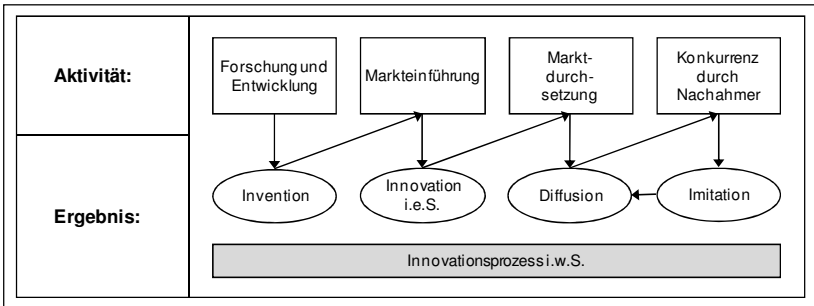 Aktivität:
Forschung und
Entwicklung
Markteinführung
Markt-
durch-
setzung
Konkurrenz
durch
Nachahmer
Ergebnis:
Invention
Innovation
i.e.S.
Diffusion
Imitation
Innovationsprozess i.w.S.